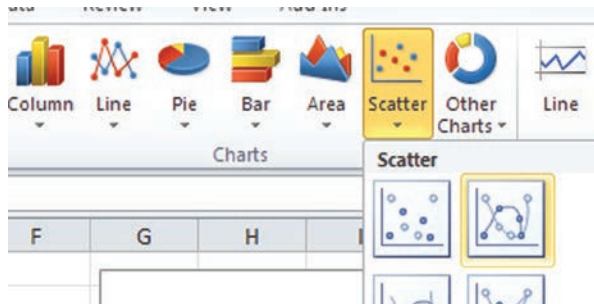 Column Line Pie Bar Area Scatter Other Charts Line
Charts
Scatter
F G H